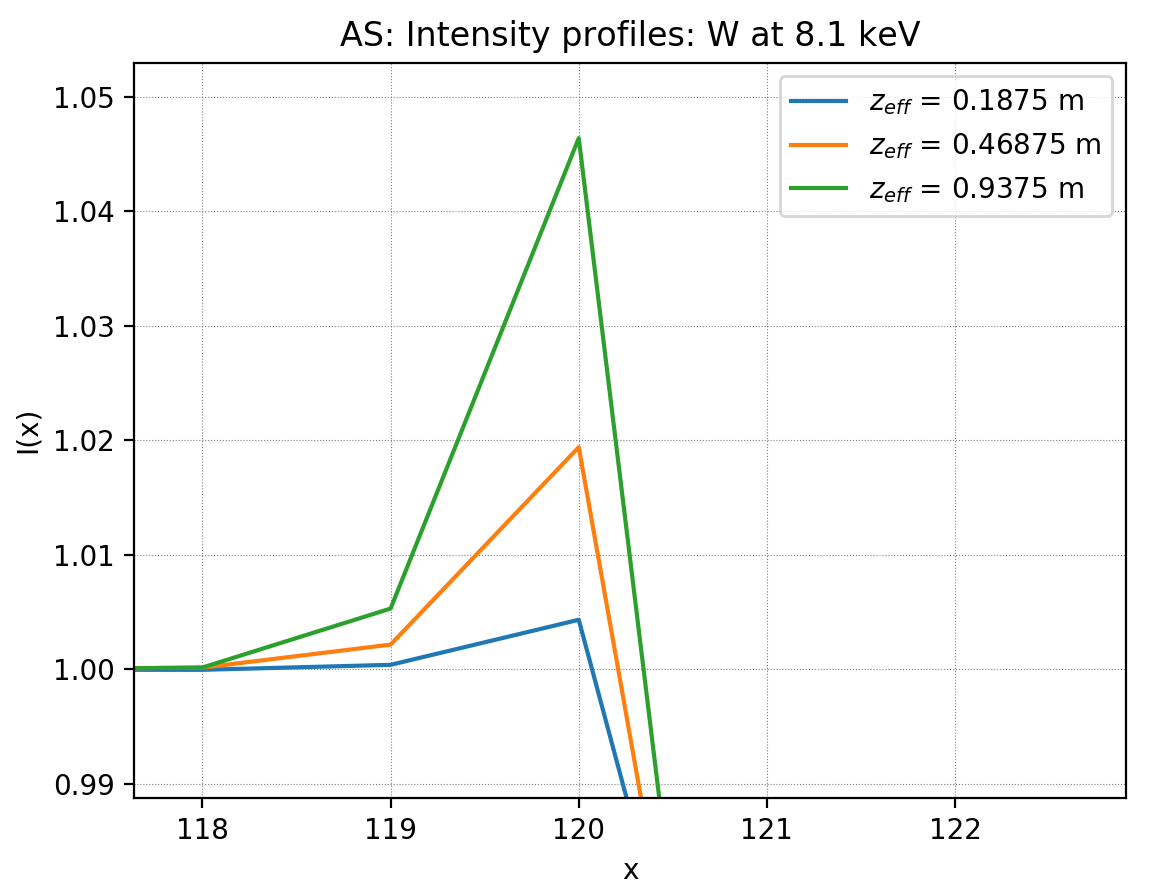 AS: Intensity profiles: W at 8.1 keV
z_eff = 0.1875 m
z_eff = 0.46875 m
z_eff = 0.9375 m
1.05
1.04
1.03
1.02
1.01
1.00
0.99
I(x)
118 119 120 121 122
x